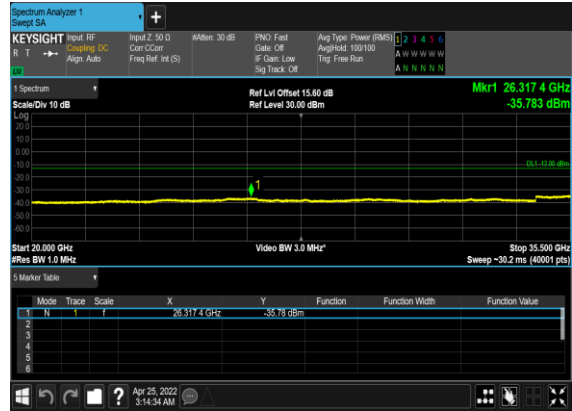 Spectrum Analyzer 1
Swept SA
+
KEYSIGHT Input: RF Input Z: 50 Ω #Atten: 30 dB PNO: Fast Avg Type: Power (RMS) 1 2 3 4 5 6
R T Coupling: DC Corr CCorr Gate: Off Avg|Hold: 100/100 A W W W W W
Align: Auto Freq Ref: Int (S) IF Gain: Low Trig: Free Run
Sig Track: Off A N N N N N
1 Spectrum Ref Lvl Offset 15.60 dB Mkr1 26.317 4 GHz
Scale/Div 10 dB Ref Level 30.00 dBm -35.783 dBm
Log
20.0
10.0
0.00
-10.0 DL1 -13.00 dBm
-20.0
-30.0 1
-40.0
-50.0
-60.0
Start 20.000 GHz Video BW 3.0 MHz* Stop 35.500 GHz
#Res BW 1.0 MHz Sweep ~30.2 ms (40001 pts)
5 Marker Table
Mode Trace Scale X Y Function Function Width Function Value
1 N 1 f 26.317 4 GHz -35.78 dBm
2
3
4
5
6
? Apr 25, 2022
3:14:34 AM